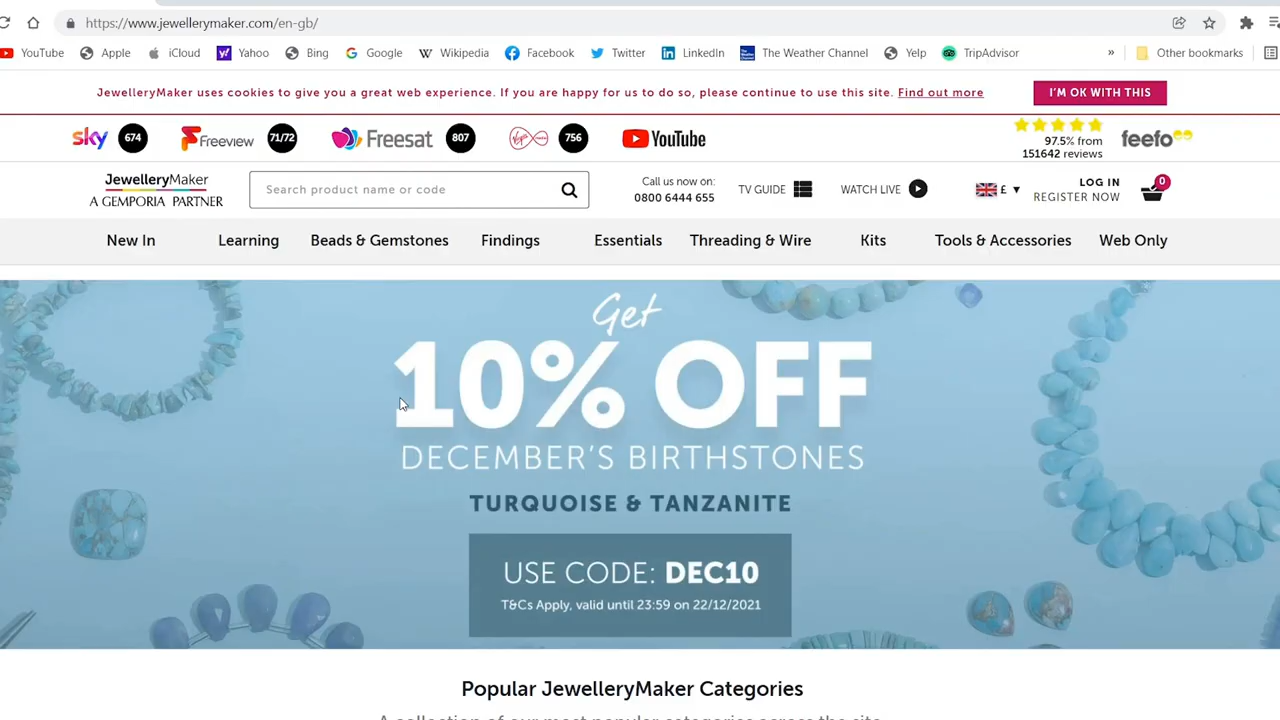 https://www.jewellerymaker.com/en-gb/
YouTube Apple iCloud Yahoo Bing Google Wikipedia Facebook Twitter LinkedIn The Weather Channel Yelp TripAdvisor » Other bookmarks
JewelleryMaker uses cookies to give you a great web experience. If you are happy for us to do so, please continue to use this site. Find out more
I'M OK WITH THIS
sky 674 Freeview 71/72 Freesat 807 756 YouTube
97.5% from
151642 reviews
feefo
JewelleryMaker
A GEMPORIA PARTNER
Search product name or code
Call us now on:
0800 6444 655
TV GUIDE
WATCH LIVE
£
LOG IN
REGISTER NOW
0
New In Learning Beads & Gemstones Findings Essentials Threading & Wire Kits Tools & Accessories Web Only
Get
10% OFF
DECEMBER'S BIRTHSTONES
TURQUOISE & TANZANITE
USE CODE: DEC10
T&Cs Apply, valid until 23:59 on 22/12/2021
Popular JewelleryMaker Categories
A collection of our most popular categories across the site